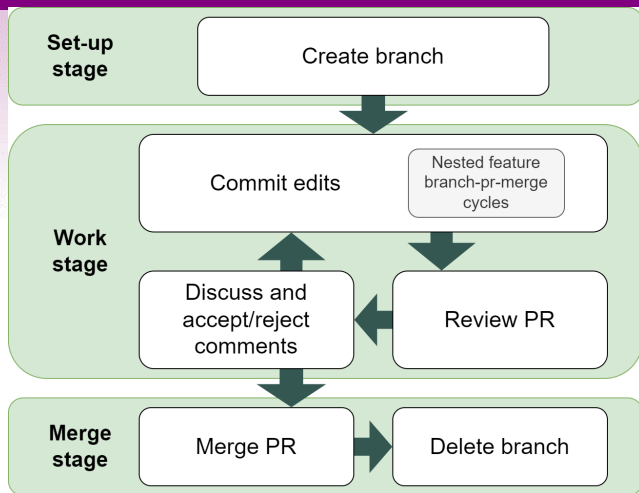 Set-up
stage
Create branch
Work
stage
Commit edits
Nested feature
branch-pr-merge
cycles
Discuss and
accept/reject
comments
Review PR
Merge
stage
Merge PR
Delete branch